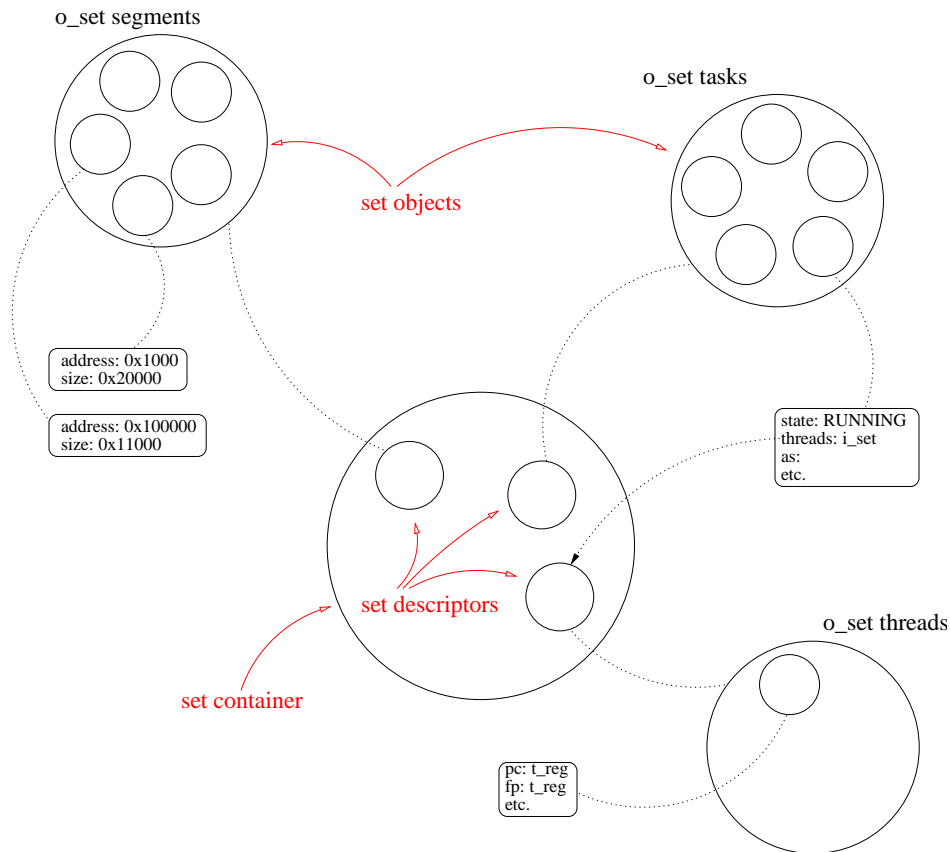 o_set segments
o_set tasks
set objects
address: 0x1000
size: 0x20000
address: 0x100000
size: 0x11000
state: RUNNING
threads: i_set
as:
etc.
set descriptors
o_set threads
set container
pc: t_reg
fp: t_reg
etc.